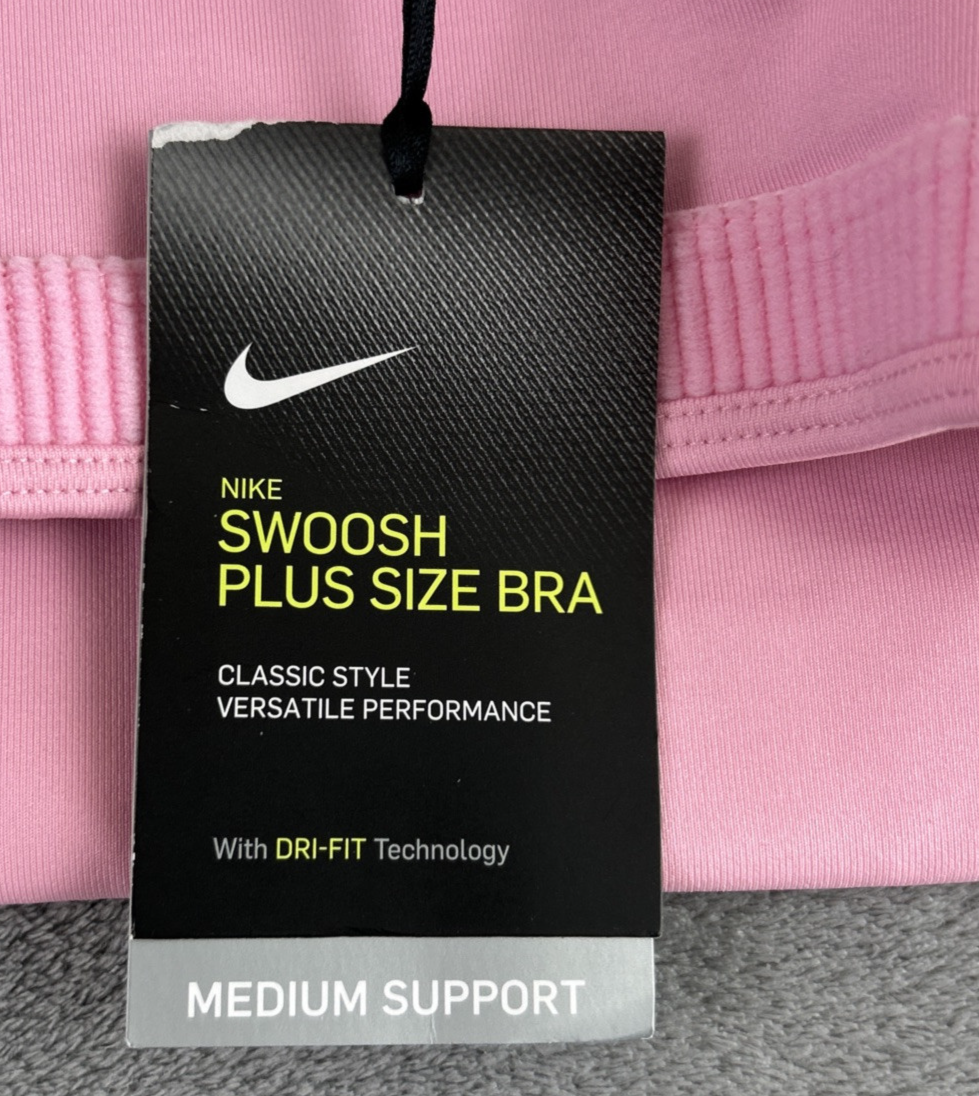 NIKE
SWOOSH
PLUS SIZE BRA
CLASSIC STYLE
VERSATILE PERFORMANCE
With DRI-FIT Technology
MEDIUM SUPPORT